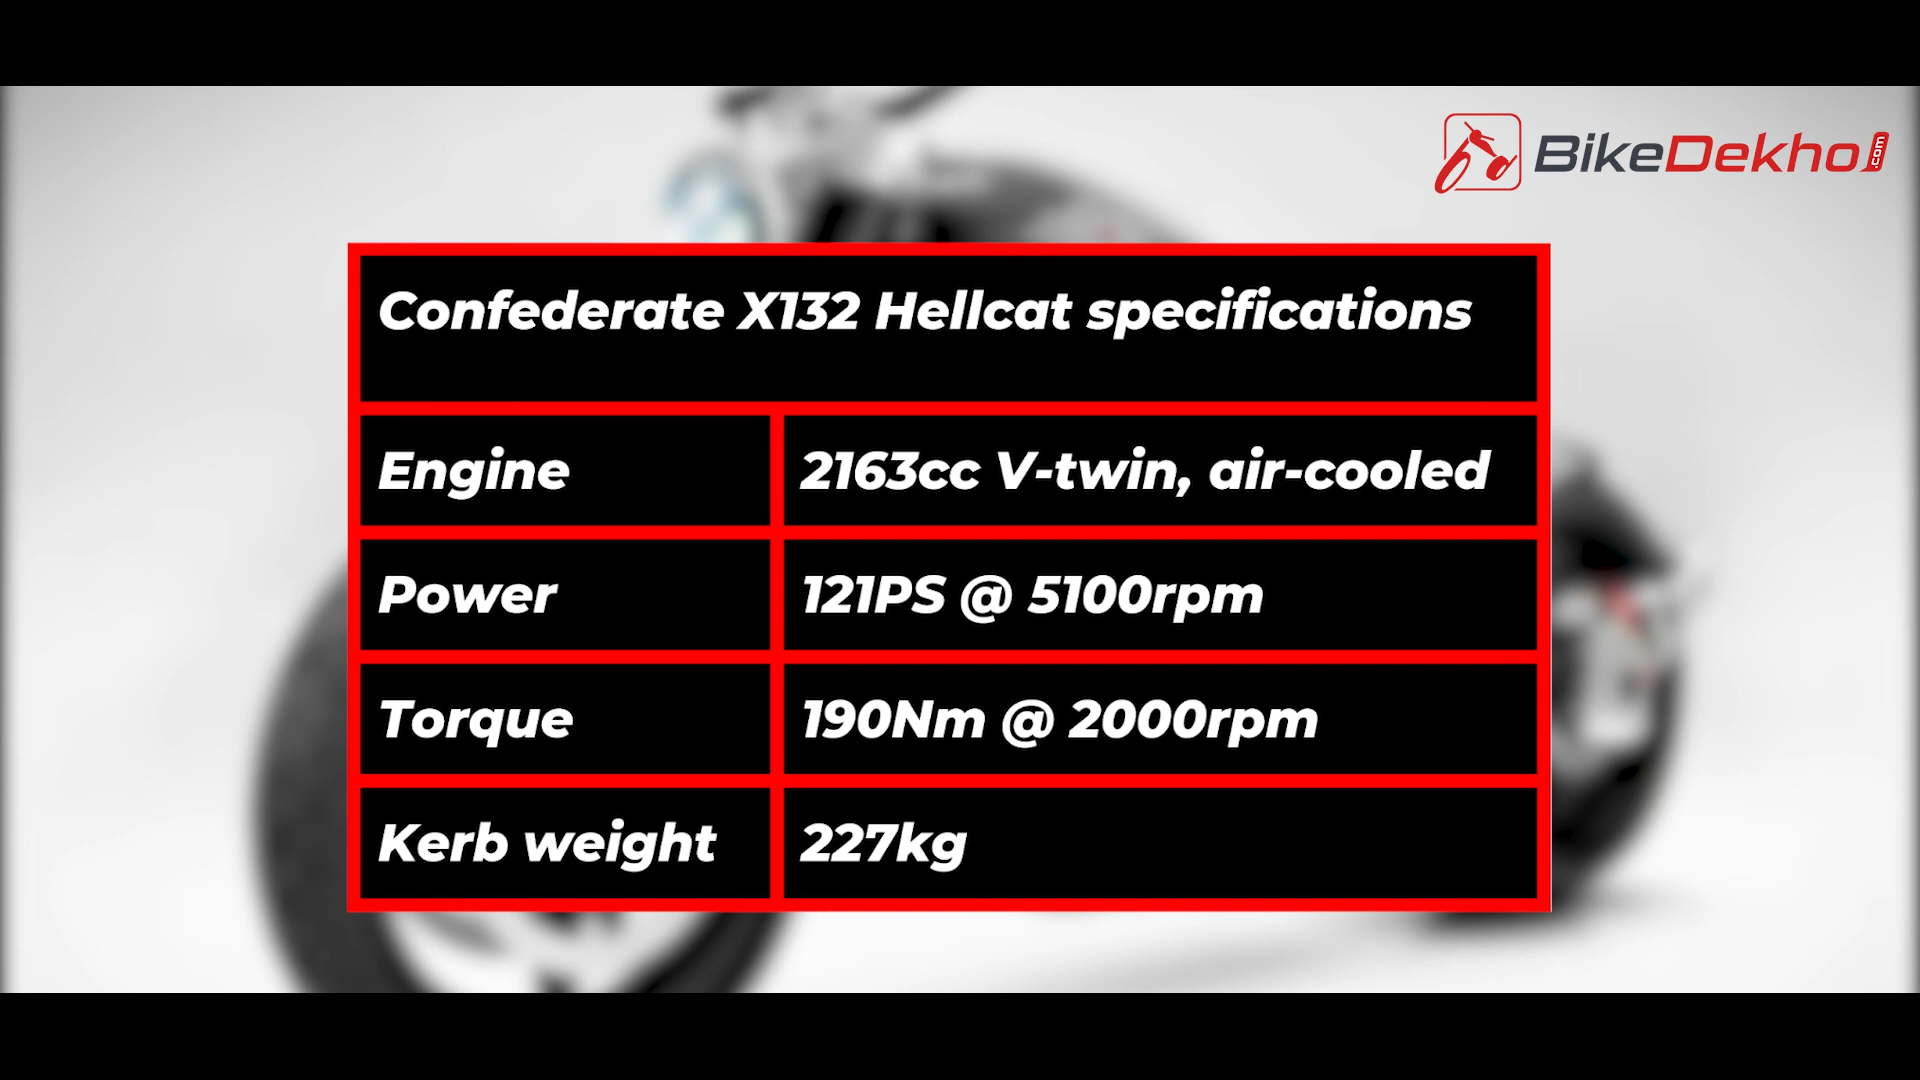 BikeDekho.com
Confederate X132 Hellcat specifications
Engine 2163cc V-twin, air-cooled
Power 121PS @ 5100rpm
Torque 190Nm @ 2000rpm
Kerb weight 227kg